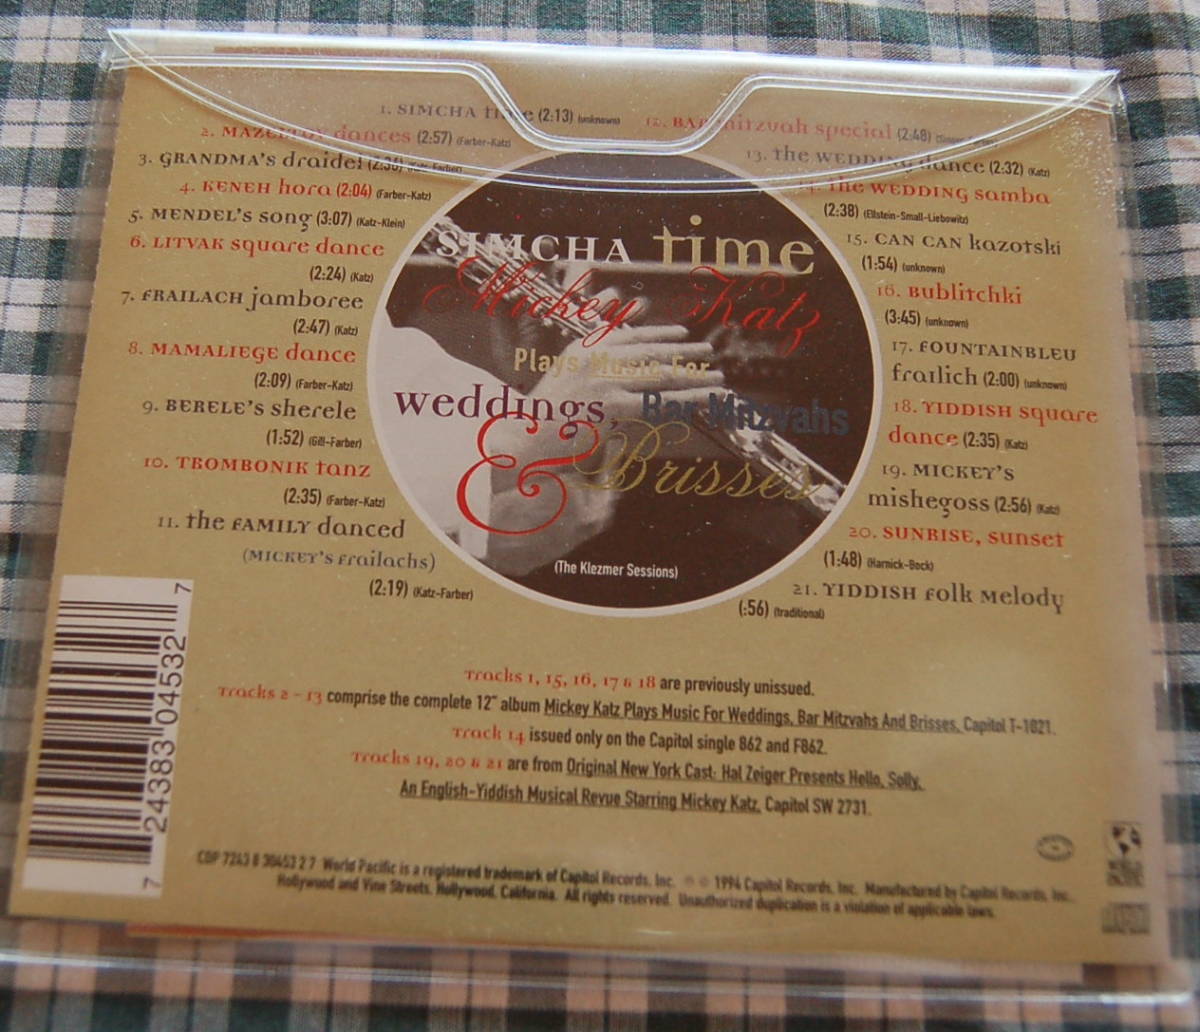 1. SIMCHA time (2:13) (unknown)
2. MAZELTOV dances (2:57) (Farber-Katz)
3. GRANDMA'S draidel (2:30)
4. KENEH hora (2:04) (Farber-Katz)
5. MENDEL'S song (3:07) (Katz-Klein)
6. LITVAK square dance
(2:24) (Katz)
7. FRAILACH jamboree
(2:47) (Katz)
8. MAMALIEGE dance
(2:09) (Farber-Katz)
9. BERELE'S sherele
(1:52) (Gill-Farber)
10. TROMBONIK tanz
(2:35) (Farber-Katz)
11. the FAMILY danced
(MICKEY'S Frailachs)
(2:19) (Katz-Farber)
SIMCHA time
Mickey Katz
Plays Music For
weddings, Bar Mitzvahs
& Brisses
(The Klezmer Sessions)
12. BAR mitzvah special (2:48)
13. the WEDDING dance (2:32) (Katz)
14. the WEDDING samba
(2:38) (Ellstein-Small-Liebowitz)
15. CAN CAN kazotski
(1:54) (unknown)
16. Bublitchki
(3:45) (unknown)
17. FOUNTAINBLEU
frailich (2:00) (unknown)
18. YIDDISH square
dance (2:35) (Katz)
19. MICKEY'S
mishegoss (2:56) (Katz)
20. SUNRISE, sunset
(1:48) (Harnick-Bock)
21. YIDDISH Folk Melody
(:56) (traditional)
Tracks 1, 15, 16, 17 & 18 are previously unissued.
Tracks 2 - 13 comprise the complete 12" album Mickey Katz Plays Music For Weddings, Bar Mitzvahs And Brisses, Capitol T-1021.
Track 14 issued only on the Capitol single 862 and F862.
Tracks 19, 20 & 21 are from Original New York Cast: Hal Zeiger Presents Hello, Solly,
An English-Yiddish Musical Revue Starring Mickey Katz, Capitol SW 2731.
CDP 7243 8 30453 2 7 World Pacific is a registered trademark of Capitol Records, Inc. ℗ © 1994 Capitol Records, Inc. Manufactured by Capitol Records, Inc.,
Hollywood and Vine Streets, Hollywood, California. All rights reserved. Unauthorized duplication is a violation of applicable laws.
7 24383 04532 7